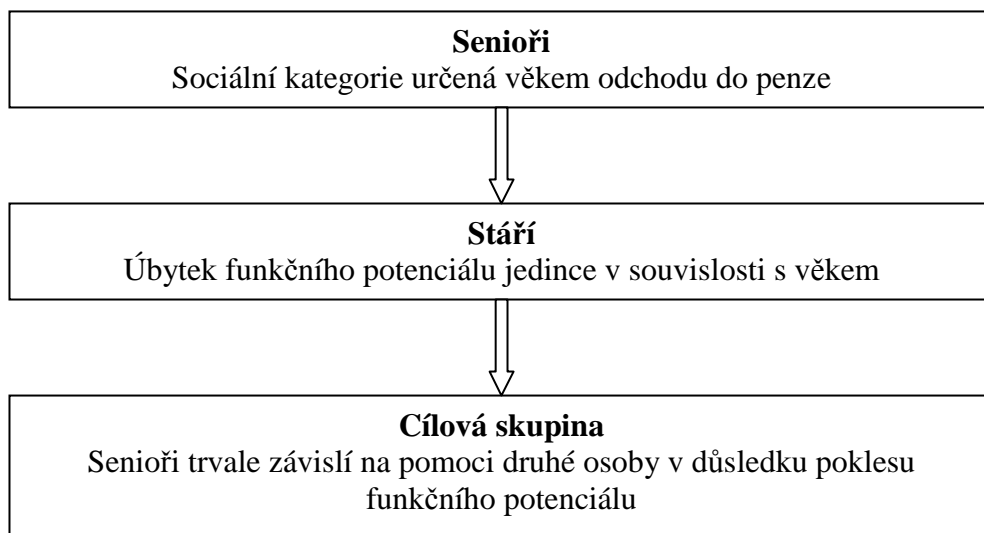 Senioři
Sociální kategorie určená věkem odchodu do penze
Stáří
Úbytek funkčního potenciálu jedince v souvislosti s věkem
Cílová skupina
Senioři trvale závislí na pomoci druhé osoby v důsledku poklesu
funkčního potenciálu